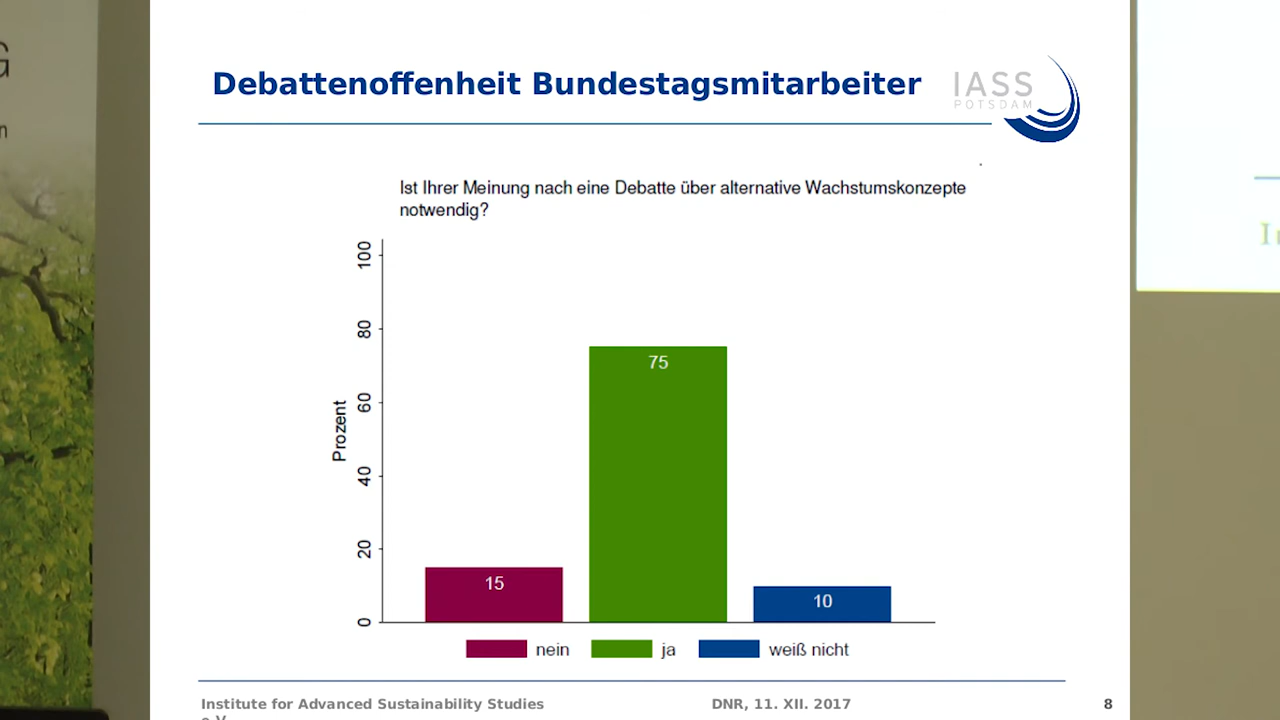 Debattenoffenheit Bundestagsmitarbeiter
IASS
POTSDAM
Ist Ihrer Meinung nach eine Debatte über alternative Wachstumskonzepte
notwendig?
Prozent
100
80
60
40
20
0
15
75
10
nein ja weiß nicht
Institute for Advanced Sustainability Studies
e.V.
DNR, 11. XII. 2017
8